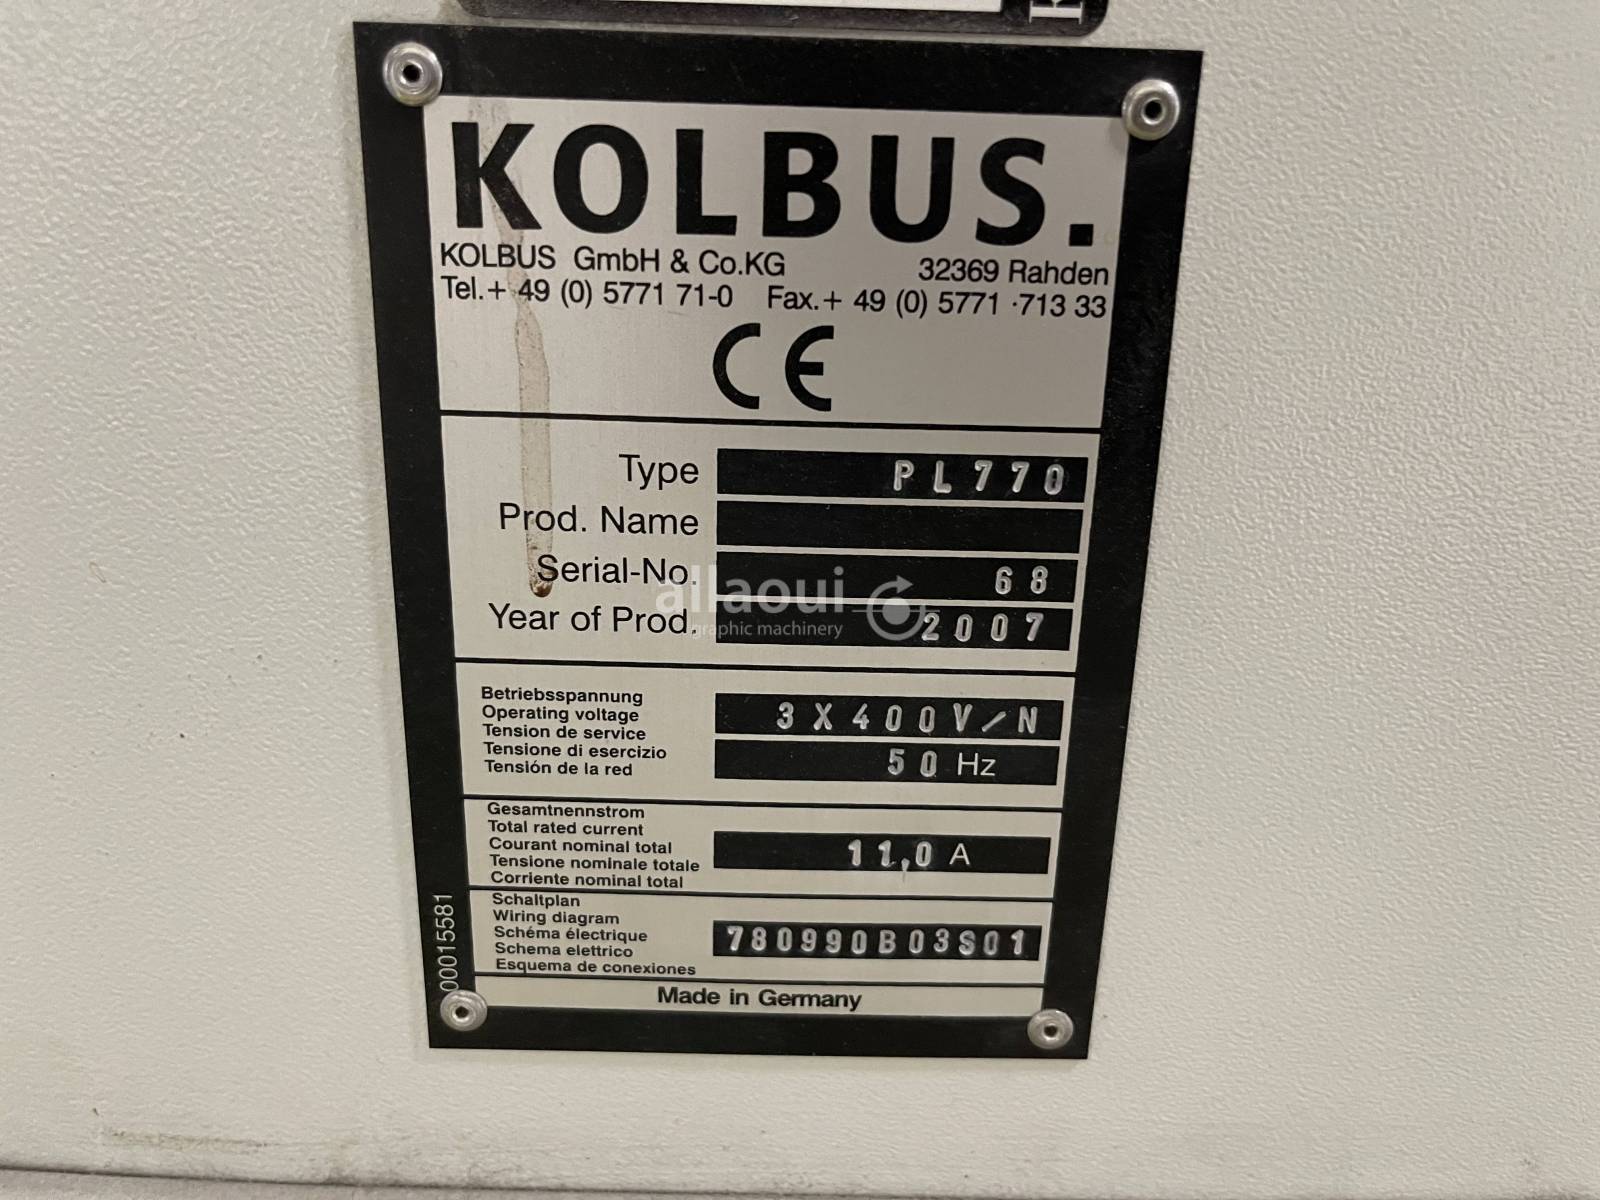 KOLBUS.
KOLBUS GmbH & Co.KG 32369 Rahden
Tel.+ 49 (0) 5771 71-0 Fax.+ 49 (0) 5771 ·713 33
CE
Type PL770
Prod. Name
Serial-No. 68
Year of Prod. 2007
allaoui
graphic machinery
Betriebsspannung
Operating voltage
Tension de service
Tensione di esercizio
Tensión de la red
3X400V/N
50 Hz
Gesamtnennstrom
Total rated current
Courant nominal total
Tensione nominale totale
Corriente nominal total
11,0 A
Schaltplan
Wiring diagram
Schéma électrique
Schema elettrico
Esquema de conexiones
780990B03S01
00015581
Made in Germany